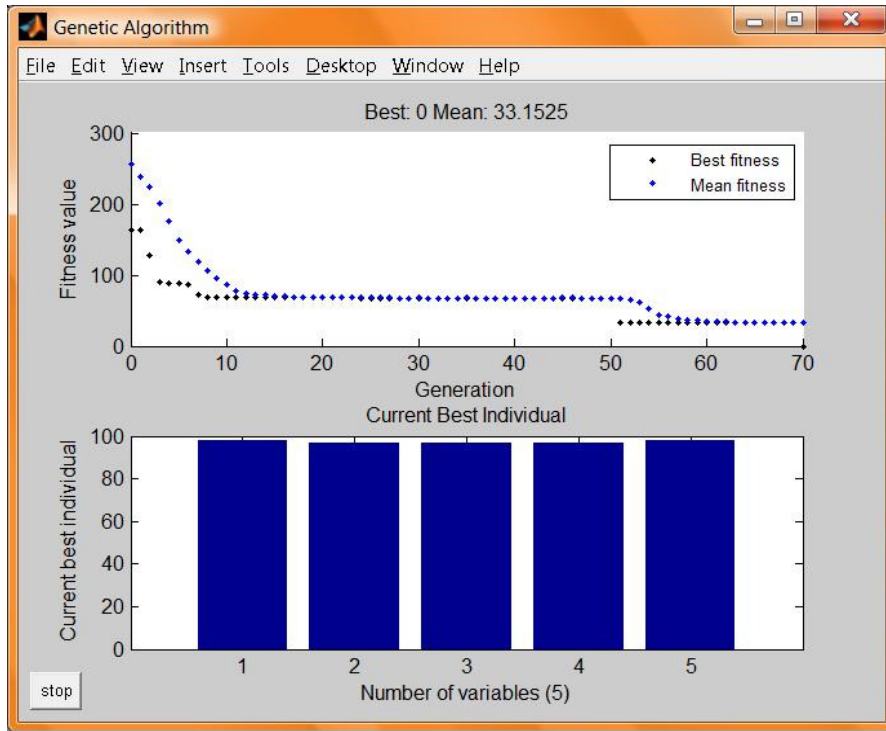 Genetic Algorithm
File Edit View Insert Tools Desktop Window Help
Best: 0 Mean: 33.1525
300
200
100
0
Fitness value
Best fitness
Mean fitness
0 10 20 30 40 50 60 70
Generation
Current Best Individual
100
80
60
40
20
0
Current best individual
1 2 3 4 5
Number of variables (5)
stop